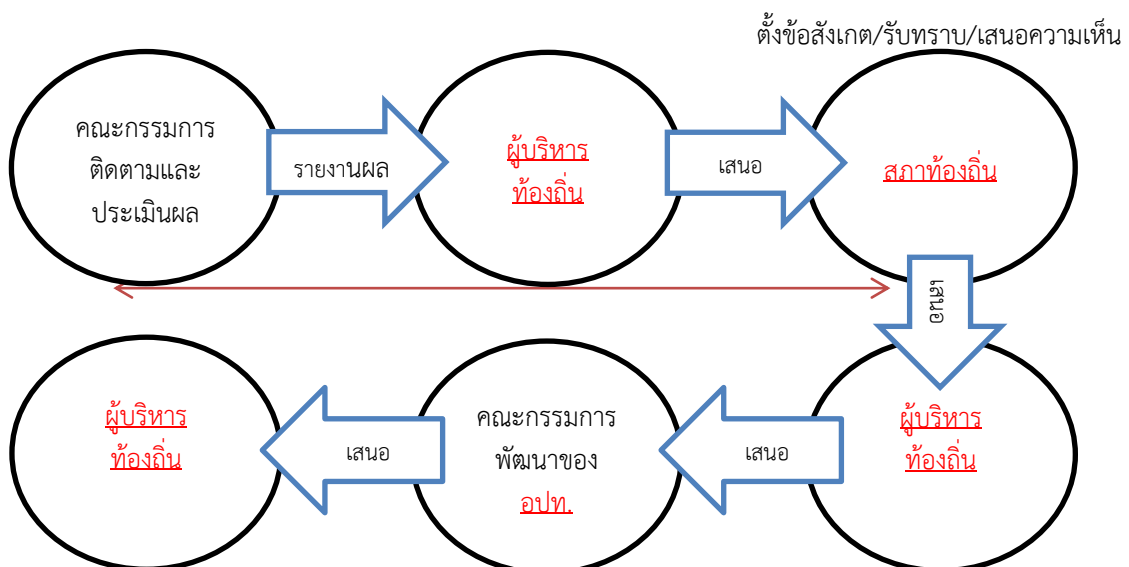 ตั้งข้อสังเกต/รับทราบ/เสนอความเห็น
คณะกรรมการ
ติดตามและ
ประเมินผล
รายงานผล
ผู้บริหาร
ท้องถิ่น
เสนอ
สภาท้องถิ่น
เสนอ
ผู้บริหาร
ท้องถิ่น
เสนอ
คณะกรรมการ
พัฒนาของ
อปท.
เสนอ
ผู้บริหาร
ท้องถิ่น